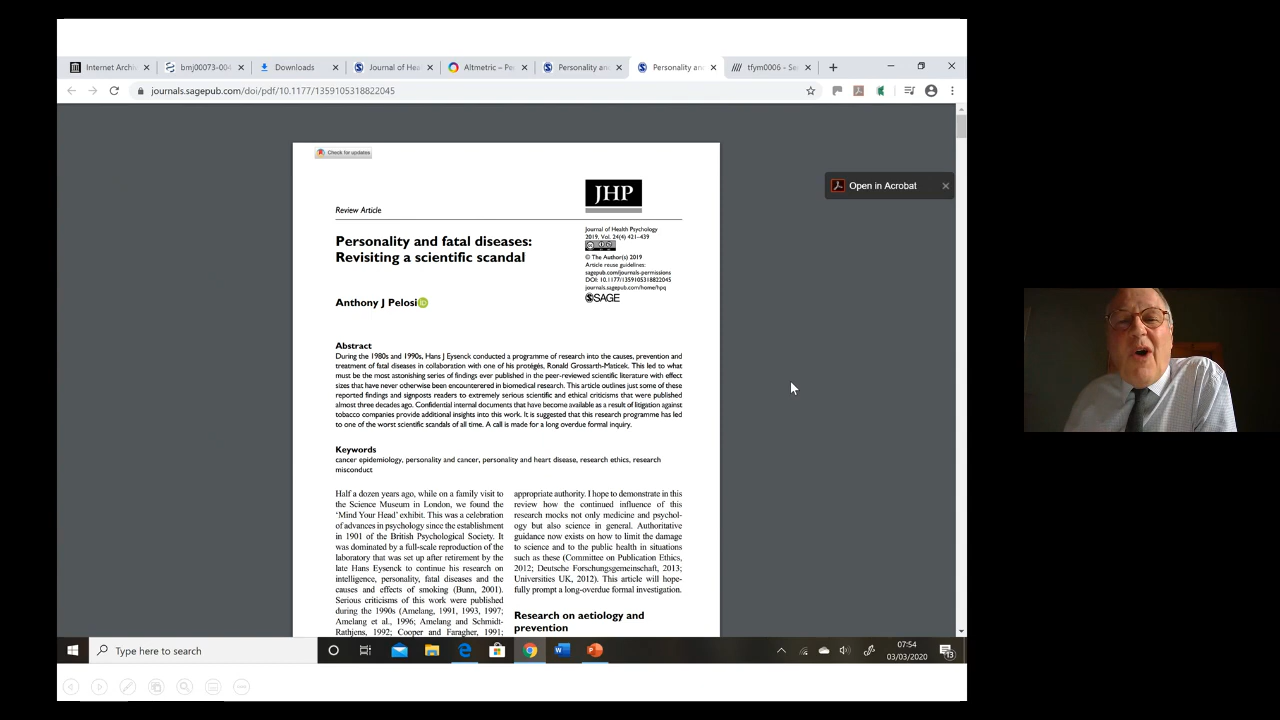 Internet Archiv
bmj00073-004
Downloads
Journal of Hea
Altmetric – Pe
Personality an
Personality an
tfym0006 - Se
journals.sagepub.com/doi/pdf/10.1177/1359105318822045
Check for updates
Open in Acrobat
JHP
Review Article
Personality and fatal diseases:
Revisiting a scientific scandal
Journal of Health Psychology
2019, Vol. 24(4) 421–439
© The Author(s) 2019
Article reuse guidelines:
sagepub.com/journals-permissions
DOI: 10.1177/1359105318822045
journals.sagepub.com/home/hpq
SAGE
Anthony J Pelosi
Abstract
During the 1980s and 1990s, Hans J Eysenck conducted a programme of research into the causes, prevention and
treatment of fatal diseases in collaboration with one of his protégés, Ronald Grossarth-Maticek. This led to what
must be the most astonishing series of findings ever published in the peer-reviewed scientific literature with effect
sizes that have never otherwise been encounterered in biomedical research. This article outlines just some of these
reported findings and signposts readers to extremely serious scientific and ethical criticisms that were published
almost three decades ago. Confidential internal documents that have become available as a result of litigation against
tobacco companies provide additional insights into this work. It is suggested that this research programme has led
to one of the worst scientific scandals of all time. A call is made for a long overdue formal inquiry.
Keywords
cancer epidemiology, personality and cancer, personality and heart disease, research ethics, research
misconduct
Half a dozen years ago, while on a family visit to
the Science Museum in London, we found the
‘Mind Your Head’ exhibit. This was a celebration
of advances in psychology since the establishment
in 1901 of the British Psychological Society. It
was dominated by a full-scale reproduction of the
laboratory that was set up after retirement by the
late Hans Eysenck to continue his research on
intelligence, personality, fatal diseases and the
causes and effects of smoking (Bunn, 2001).
Serious criticisms of this work were published
during the 1990s (Amelang, 1991, 1993, 1997;
Amelang et al., 1996; Amelang and Schmidt-
Rathjens, 1992; Cooper and Faragher, 1991;
appropriate authority. I hope to demonstrate in this
review how the continued influence of this
research mocks not only medicine and psychol-
ogy but also science in general. Authoritative
guidance now exists on how to limit the damage
to science and to the public health in situations
such as these (Committee on Publication Ethics,
2012; Deutsche Forschungsgemeinschaft, 2013;
Universities UK, 2012). This article will hope-
fully prompt a long-overdue formal investigation.
Research on aetiology and
prevention
Type here to search
07:54
03/03/2020
13